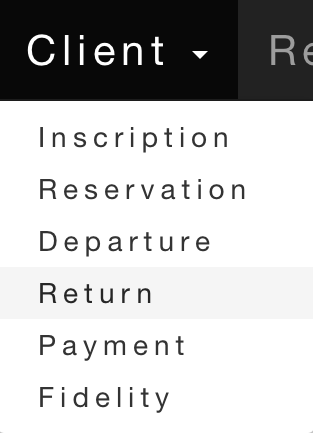 Client
Inscription
Reservation
Departure
Return
Payment
Fidelity